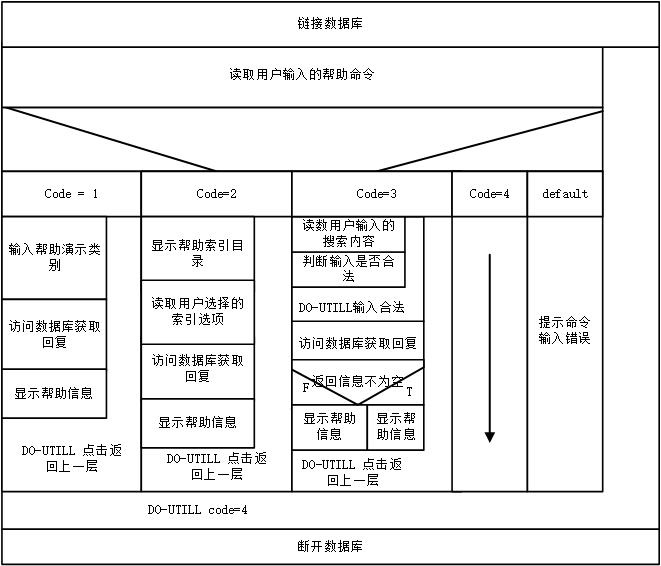 链接数据库
读取用户输入的帮助命令
Code = 1
Code=2
Code=3
Code=4
default
输入帮助演示类
别
访问数据库获取
回复
显示帮助信息
DO-UTILL 点击返
回上一层
显示帮助索引目
录
读取用户选择的
索引选项
访问数据库获取
回复
显示帮助信息
DO-UTILL 点击返
回上一层
读数用户输入的
搜索内容
判断输入是否合
法
DO-UTILL输入合法
访问数据库获取回复
返回信息不为空
F
T
显示帮助
信息
显示帮
助信息
DO-UTILL 点击返
回上一层
提示命令
输入错误
DO-UTILL code=4
断开数据库